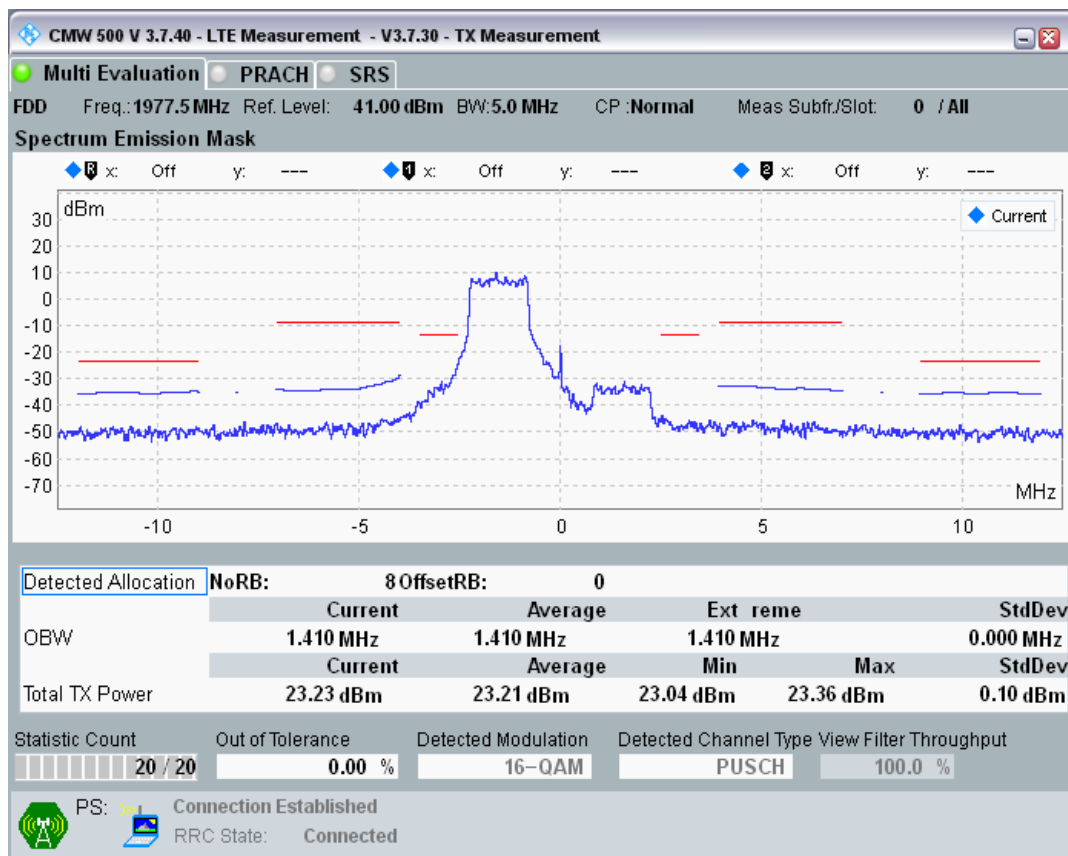 CMW 500 V 3.7.40 - LTE Measurement - V3.7.30 - TX Measurement
Multi Evaluation PRACH SRS
FDD Freq.: 1977.5 MHz Ref. Level: 41.00 dBm BW: 5.0 MHz CP : Normal Meas Subfr./Slot: 0 / All
Spectrum Emission Mask
R x: Off y: --- 1 x: Off y: --- 2 x: Off y: ---
dBm
Current
30
20
10
0
-10
-20
-30
-40
-50
-60
-70
MHz
-10 -5 0 5 10
Detected Allocation NoRB: 8 OffsetRB: 0
Current Average Ext reme StdDev
OBW 1.410 MHz 1.410 MHz 1.410 MHz 0.000 MHz
Current Average Min Max StdDev
Total TX Power 23.23 dBm 23.21 dBm 23.04 dBm 23.36 dBm 0.10 dBm
Statistic Count Out of Tolerance Detected Modulation Detected Channel Type View Filter Throughput
20 / 20 0.00 % 16-QAM PUSCH 100.0 %
PS: Connection Established
RRC State: Connected